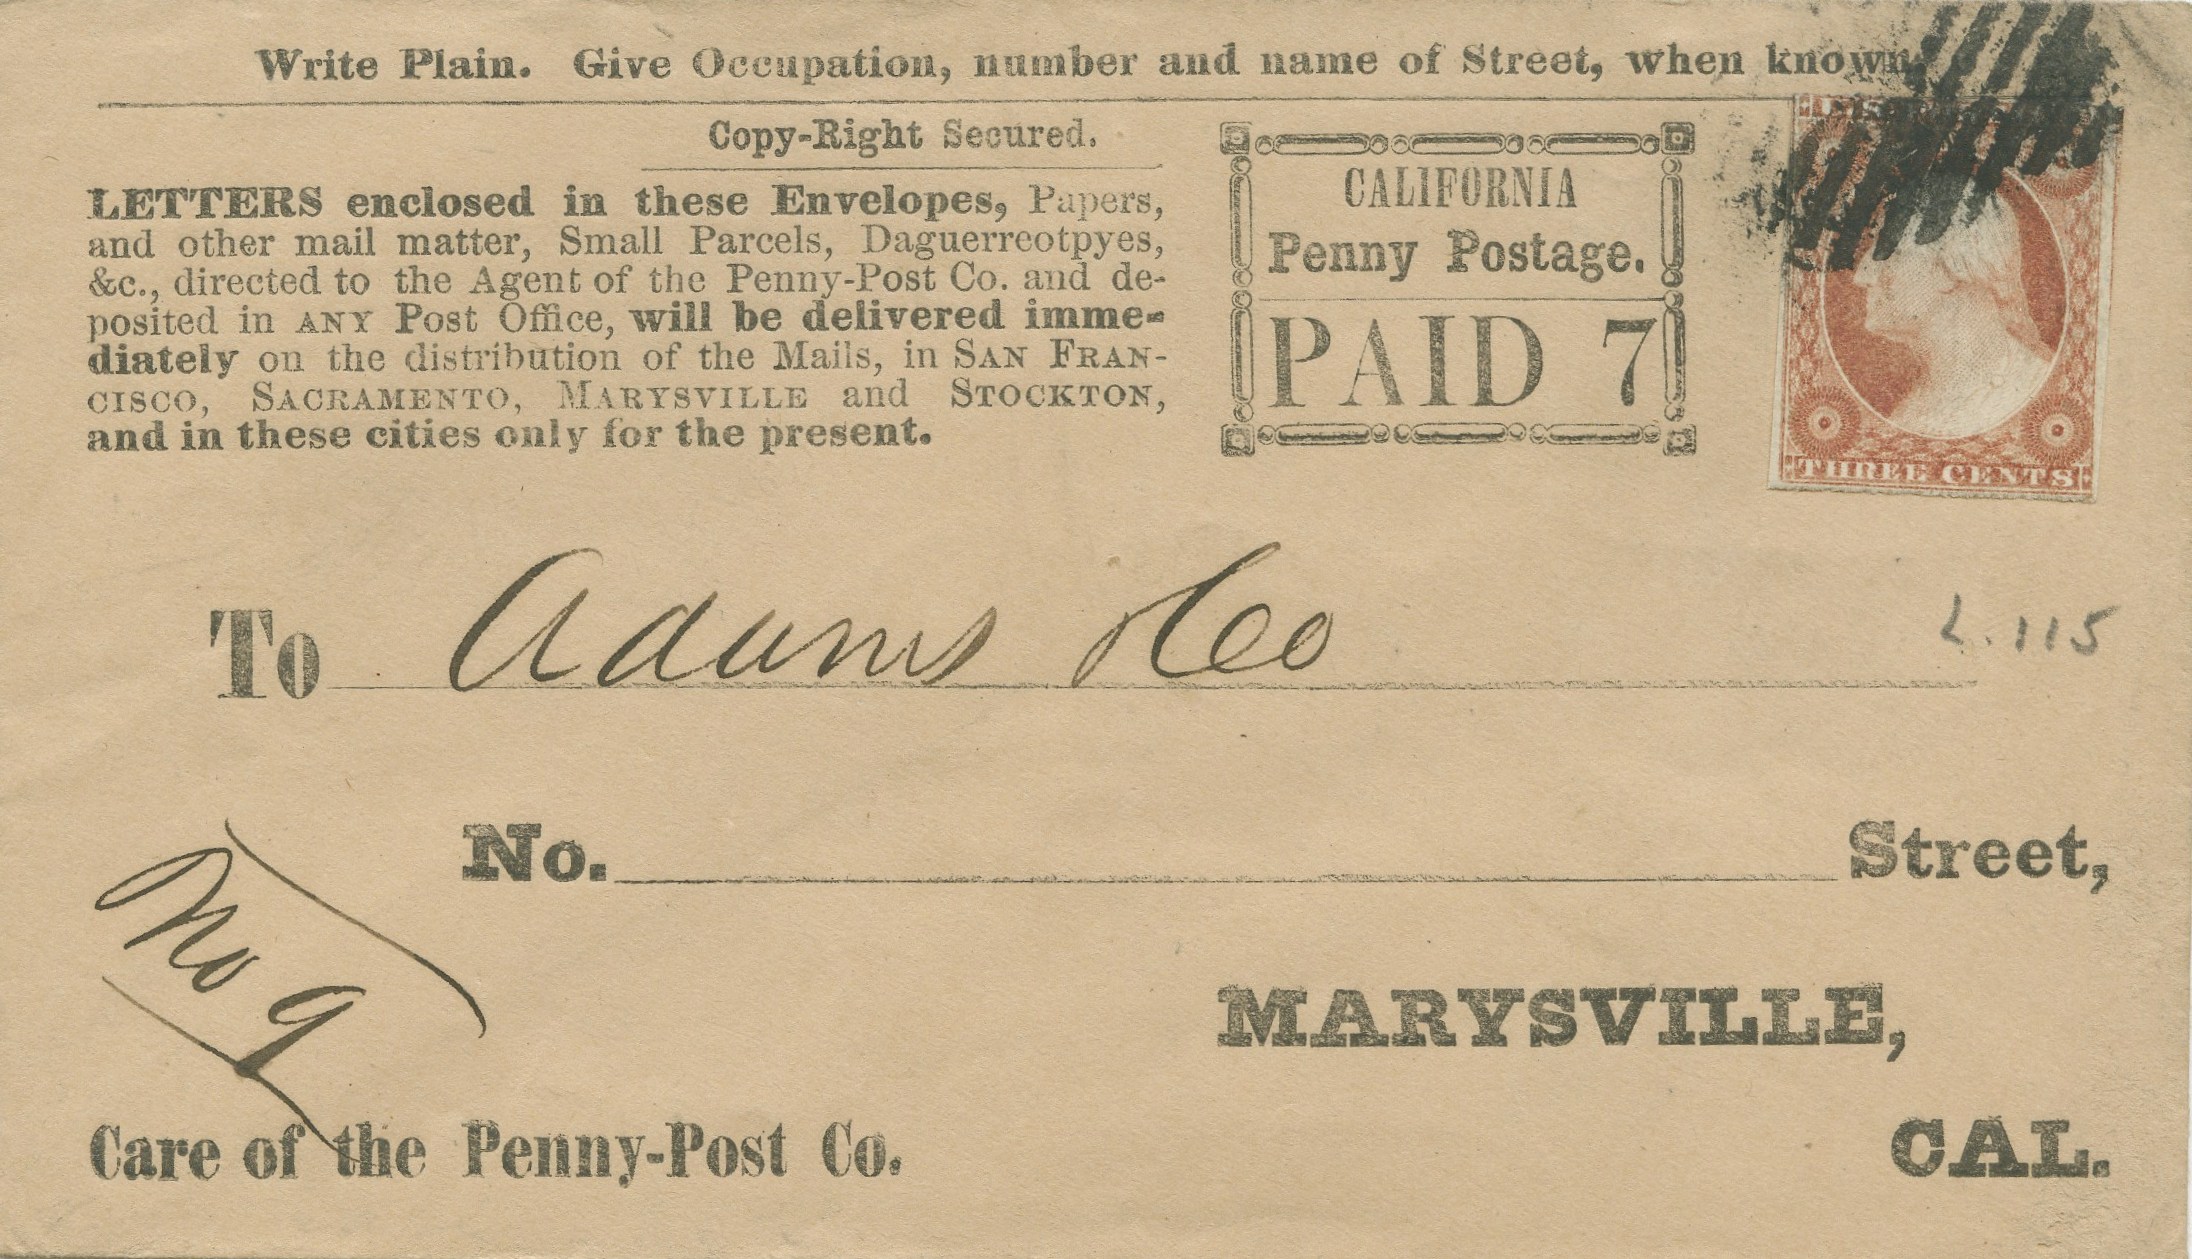 Write Plain. Give Occupation, number and name of Street, when known.
Copy-Right Secured.
LETTERS enclosed in these Envelopes, Papers,
and other mail matter, Small Parcels, Daguerreotpyes,
&c., directed to the Agent of the Penny-Post Co. and de-
posited in ANY Post Office, will be delivered imme-
diately on the distribution of the Mails, in SAN FRAN-
CISCO, SACRAMENTO, MARYSVILLE and STOCKTON,
and in these cities only for the present.
CALIFORNIA
Penny Postage.
PAID 7
THREE CENTS
To Adams & Co
L. 115
No. Street,
No 9
MARYSVILLE,
Care of the Penny-Post Co. CAL.